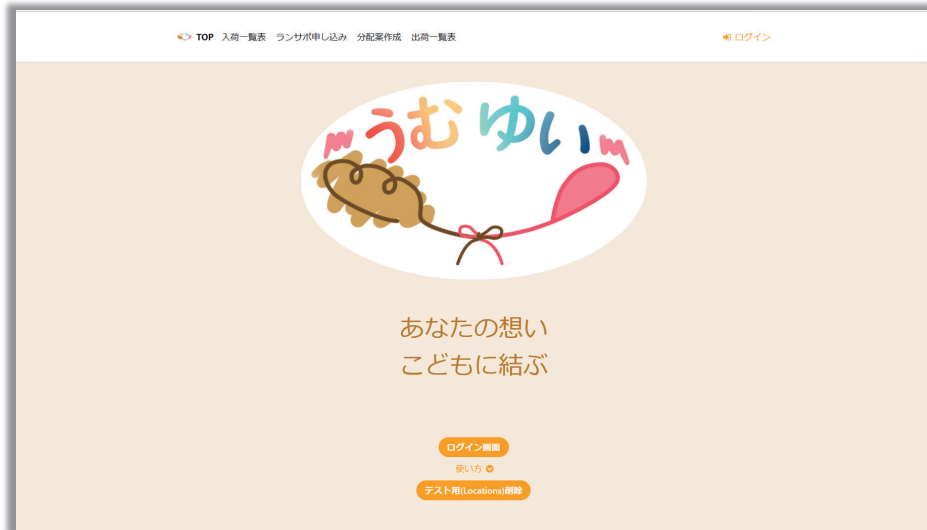 TOP 入荷一覧表 ランサポ申し込み 分配案作成 出荷一覧表 ログイン
うむゆい
あなたの想い
こどもに結ぶ
ログイン画面
使い方
テスト用(Locations)削除